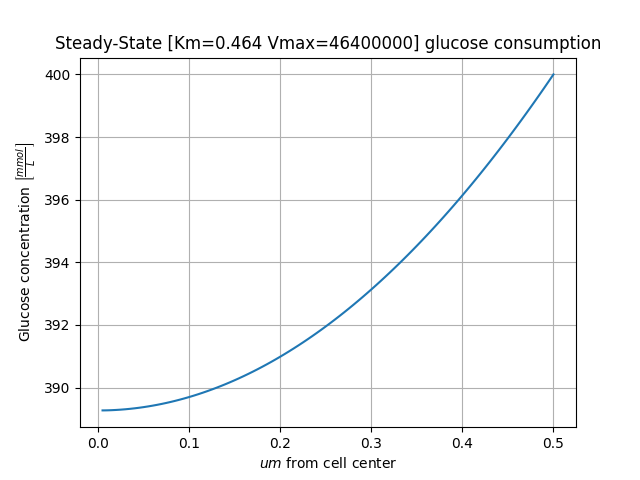 Steady-State [Km=0.464 Vmax=46400000] glucose consumption
400
398
396
394
392
390
Glucose concentration [mmol/L]
0.0 0.1 0.2 0.3 0.4 0.5
um from cell center